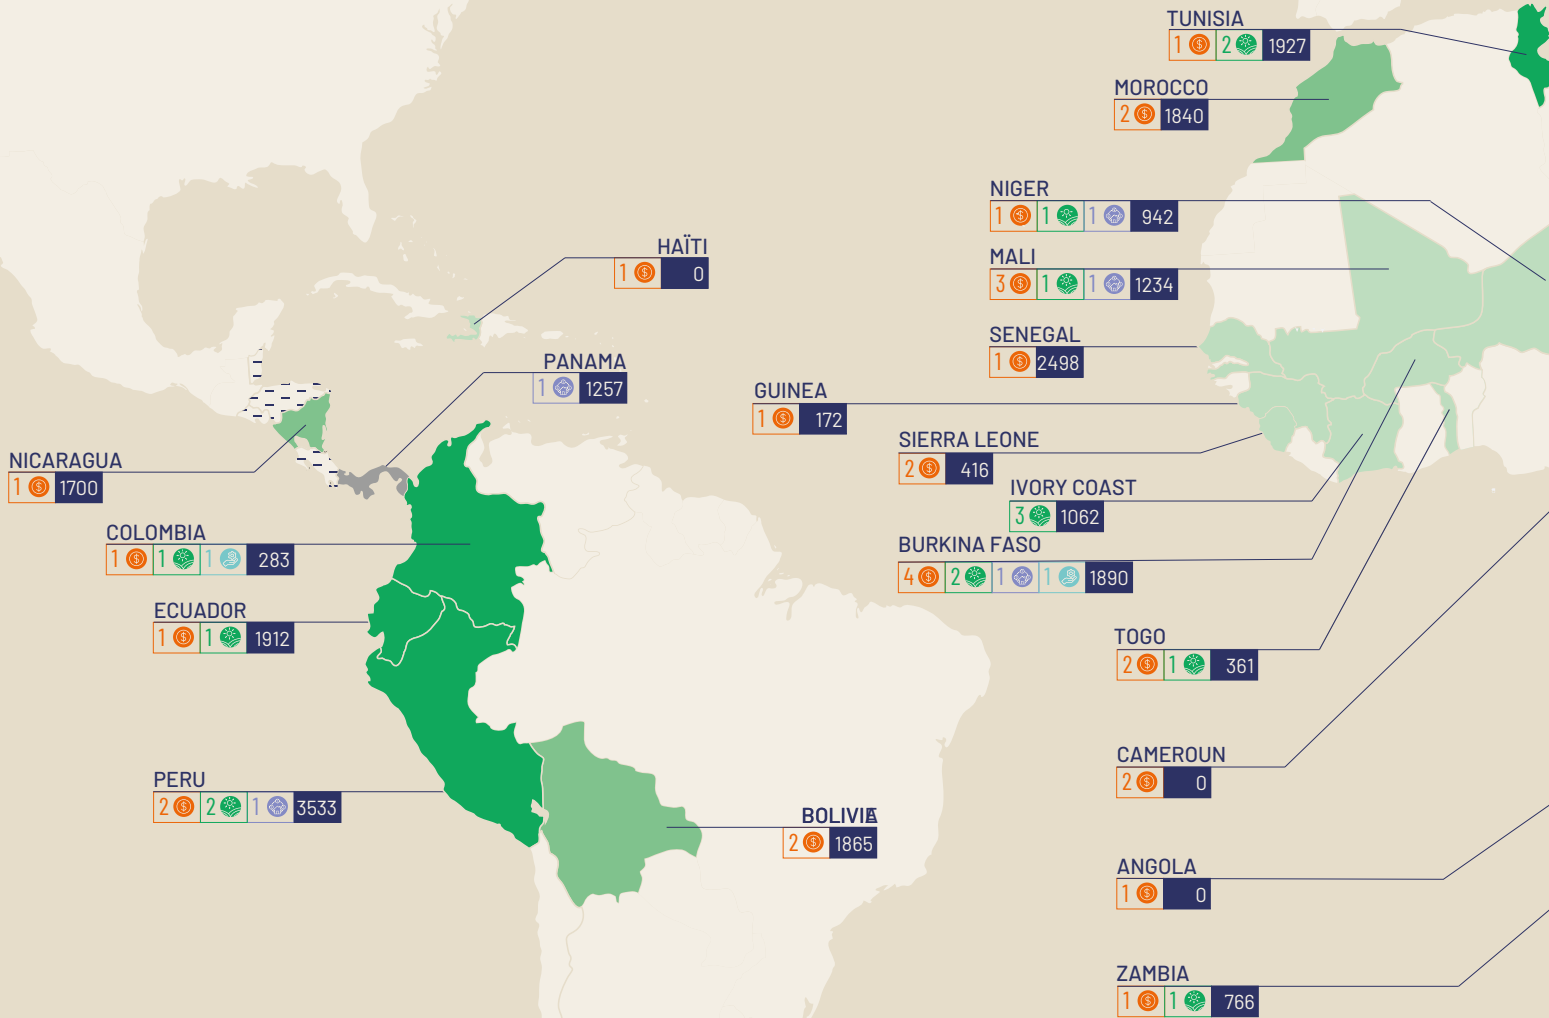 TUNISIA
1 2 1927
MOROCCO
2 1840
NIGER
1 1 1 942
MALI
3 1 1 1234
HAÏTI
1 0
SENEGAL
1 2498
PANAMA
1 1257
GUINEA
1 172
SIERRA LEONE
2 416
NICARAGUA
1 1700
IVORY COAST
3 1062
COLOMBIA
1 1 1 283
BURKINA FASO
4 2 1 1 1890
ECUADOR
1 1 1912
TOGO
2 1 361
CAMEROUN
2 0
PERU
2 2 1 3533
BOLIVIE
2 1865
ANGOLA
1 0
ZAMBIA
1 1 766